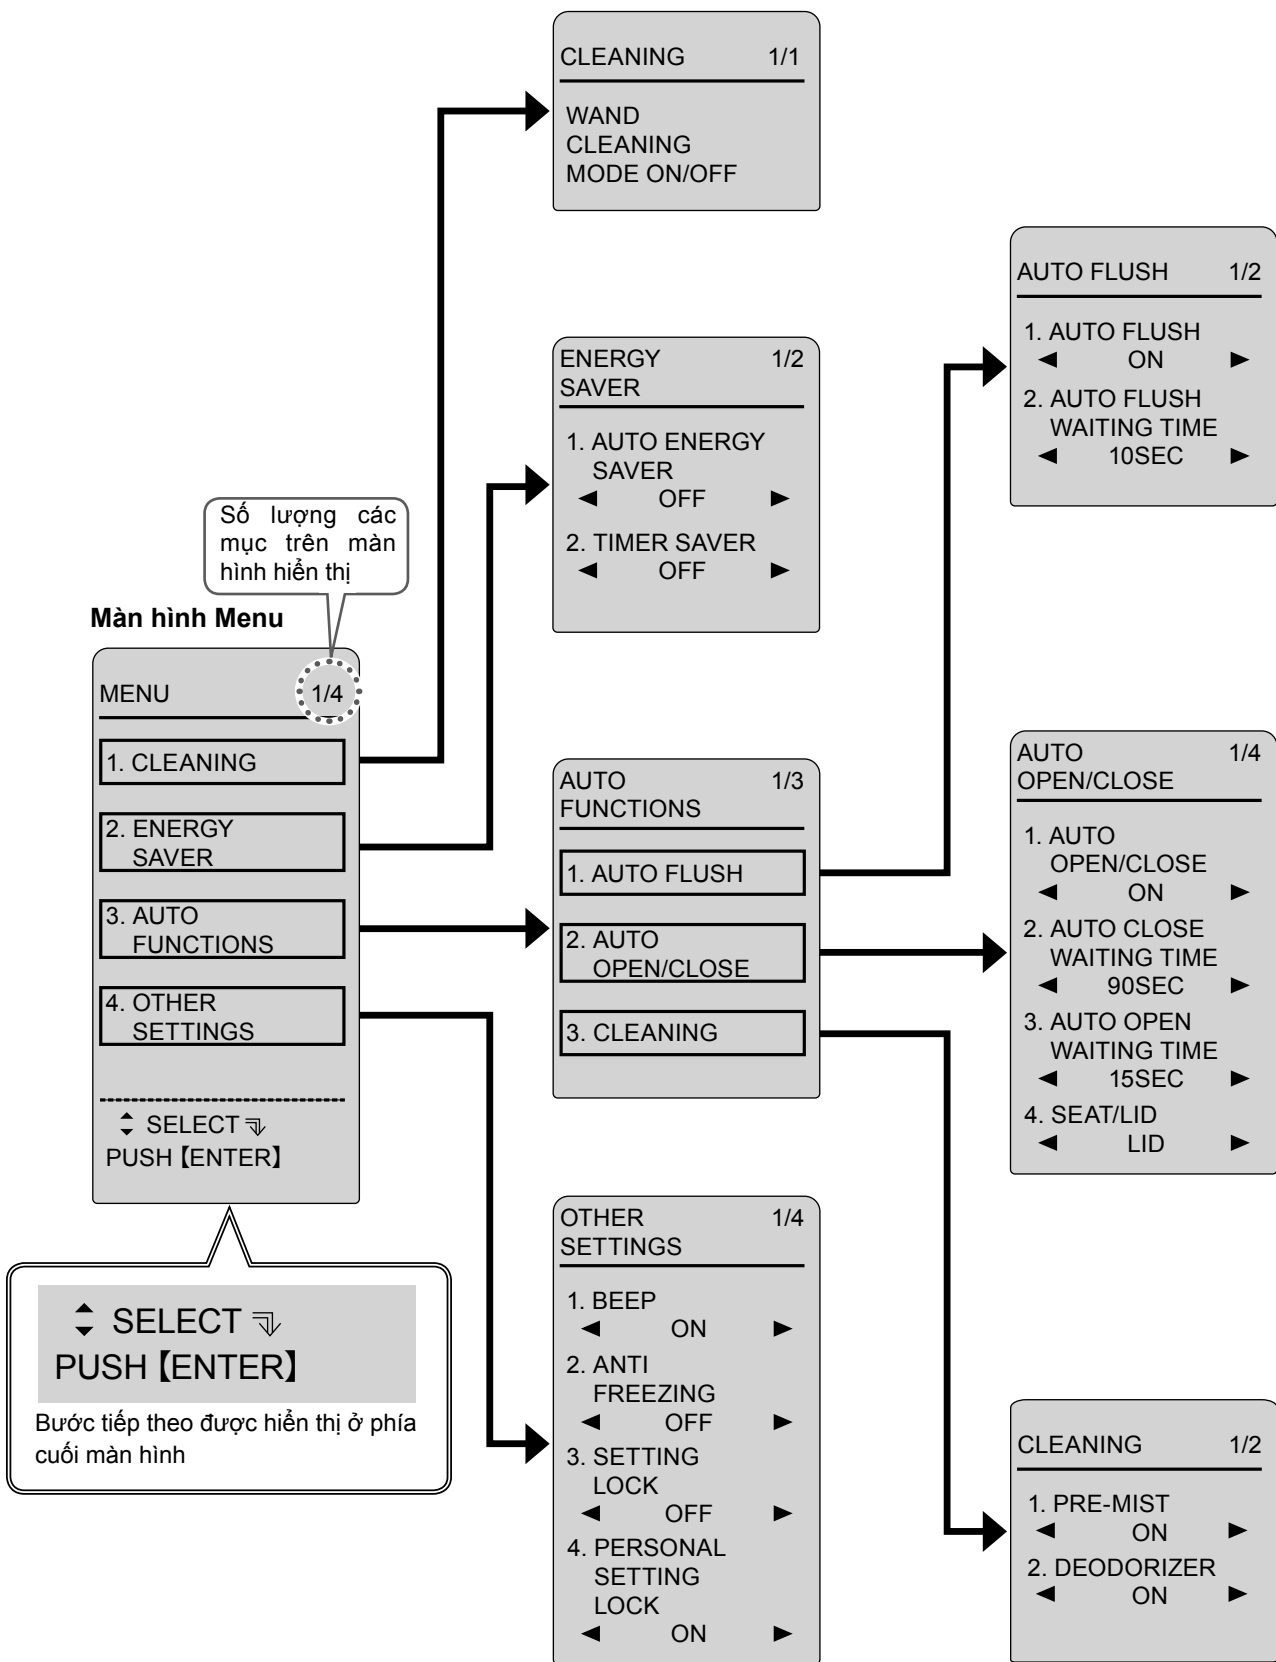 CLEANING 1/1
WAND
CLEANING
MODE ON/OFF
AUTO FLUSH 1/2
1. AUTO FLUSH
◀ ON ▶
2. AUTO FLUSH
WAITING TIME
◀ 10SEC ▶
ENERGY 1/2
SAVER
1. AUTO ENERGY
SAVER
◀ OFF ▶
2. TIMER SAVER
◀ OFF ▶
Số lượng các
mục trên màn
hình hiển thị
Màn hình Menu
MENU 1/4
1. CLEANING
2. ENERGY
SAVER
3. AUTO
FUNCTIONS
4. OTHER
SETTINGS
SELECT
PUSH【ENTER】
SELECT
PUSH【ENTER】
Bước tiếp theo được hiển thị ở phía
cuối màn hình
AUTO 1/3
FUNCTIONS
1. AUTO FLUSH
2. AUTO
OPEN/CLOSE
3. CLEANING
AUTO 1/4
OPEN/CLOSE
1. AUTO
OPEN/CLOSE
◀ ON ▶
2. AUTO CLOSE
WAITING TIME
◀ 90SEC ▶
3. AUTO OPEN
WAITING TIME
◀ 15SEC ▶
4. SEAT/LID
◀ LID ▶
OTHER 1/4
SETTINGS
1. BEEP
◀ ON ▶
2. ANTI
FREEZING
◀ OFF ▶
3. SETTING
LOCK
◀ OFF ▶
4. PERSONAL
SETTING
LOCK
◀ ON ▶
CLEANING 1/2
1. PRE-MIST
◀ ON ▶
2. DEODORIZER
◀ ON ▶